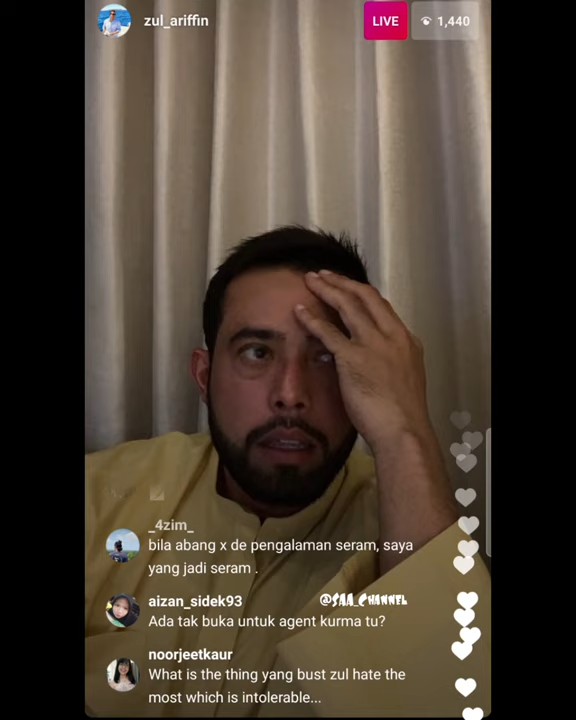 zul_ariffin
LIVE
1,440
_4zim_
bila abang x de pengalaman seram, saya
yang jadi seram .
aizan_sidek93
@SAA_CHANNEL
Ada tak buka untuk agent kurma tu?
noorjeetkaur
What is the thing yang bust zul hate the
most which is intolerable...